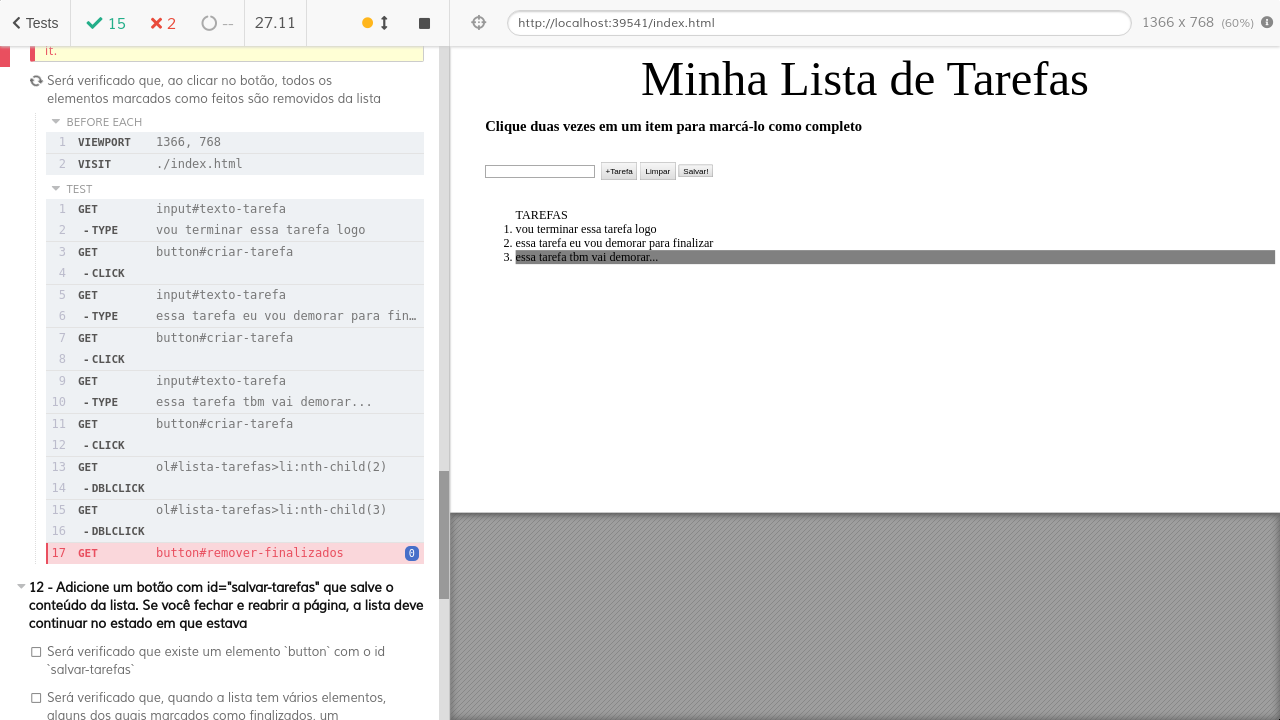 Tests 15 2 -- 27.11
http://localhost:39541/index.html 1366 x 768 (60%)
it.
Será verificado que, ao clicar no botão, todos os
elementos marcados como feitos são removidos da lista
BEFORE EACH
1 VIEWPORT 1366, 768
2 VISIT ./index.html
TEST
1 GET input#texto-tarefa
2 -TYPE vou terminar essa tarefa logo
3 GET button#criar-tarefa
4 -CLICK
5 GET input#texto-tarefa
6 -TYPE essa tarefa eu vou demorar para fin…
7 GET button#criar-tarefa
8 -CLICK
9 GET input#texto-tarefa
10 -TYPE essa tarefa tbm vai demorar...
11 GET button#criar-tarefa
12 -CLICK
13 GET ol#lista-tarefas>li:nth-child(2)
14 -DBLCLICK
15 GET ol#lista-tarefas>li:nth-child(3)
16 -DBLCLICK
17 GET button#remover-finalizados 0
12 - Adicione um botão com id="salvar-tarefas" que salve o
conteúdo da lista. Se você fechar e reabrir a página, a lista deve
continuar no estado em que estava
Será verificado que existe um elemento `button` com o id
`salvar-tarefas`
Será verificado que, quando a lista tem vários elementos,
alguns dos quais marcados como finalizados, um
Minha Lista de Tarefas
Clique duas vezes em um item para marcá-lo como completo
+Tarefa Limpar Salvar!
TAREFAS
1. vou terminar essa tarefa logo
2. essa tarefa eu vou demorar para finalizar
3. essa tarefa tbm vai demorar...